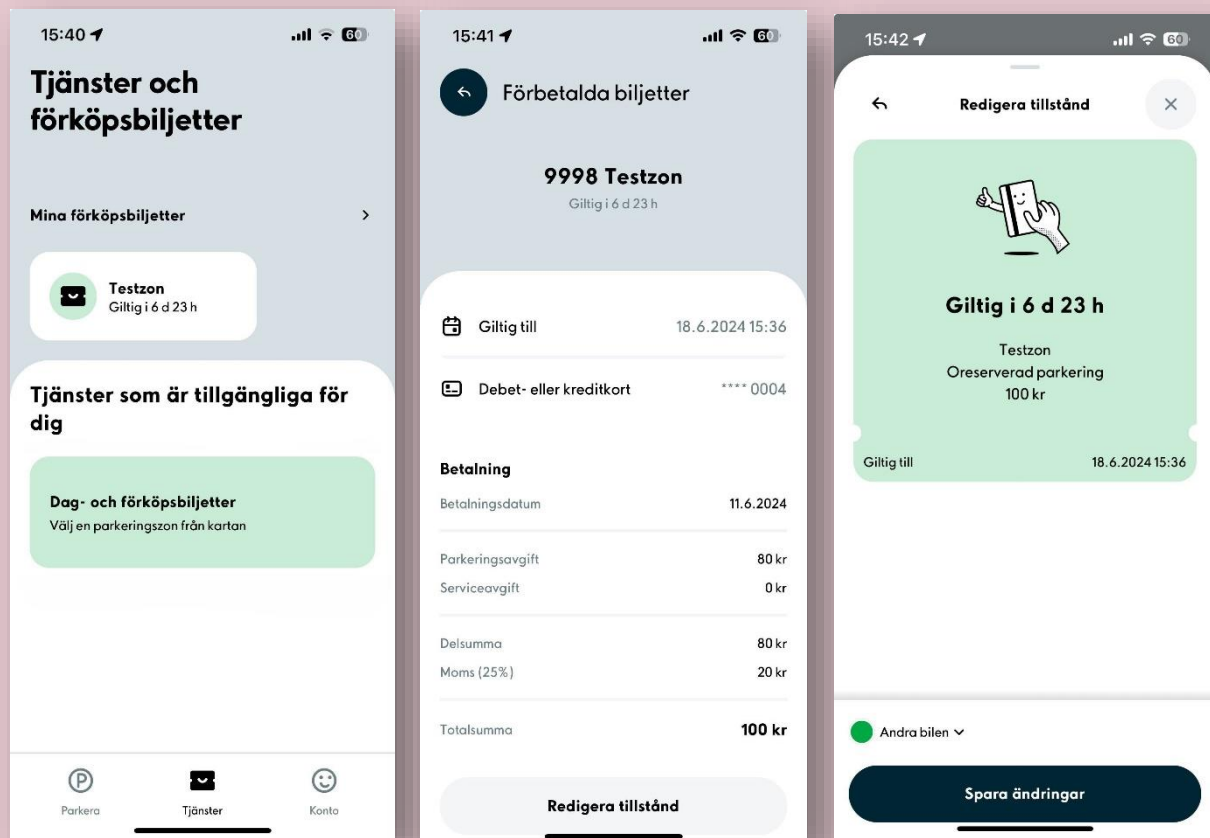 15:40
60
Tjänster och
förköpsbiljetter
Mina förköpsbiljetter
Testzon
Giltig i 6 d 23 h
Tjänster som är tillgängliga för
dig
Dag- och förköpsbiljetter
Välj en parkeringszon från kartan
P
Parkera
Tjänster
Konto
15:41
60
Förbetalda biljetter
9998 Testzon
Giltig i 6 d 23 h
Giltig till 18.6.2024 15:36
Debet- eller kreditkort **** 0004
Betalning
Betalningsdatum 11.6.2024
Parkeringsavgift 80 kr
Serviceavgift 0 kr
Delsumma 80 kr
Moms (25%) 20 kr
Totalsumma 100 kr
Redigera tillstånd
15:42
60
Redigera tillstånd
Giltig i 6 d 23 h
Testzon
Oreserverad parkering
100 kr
Giltig till 18.6.2024 15:36
Andra bilen
Spara ändringar